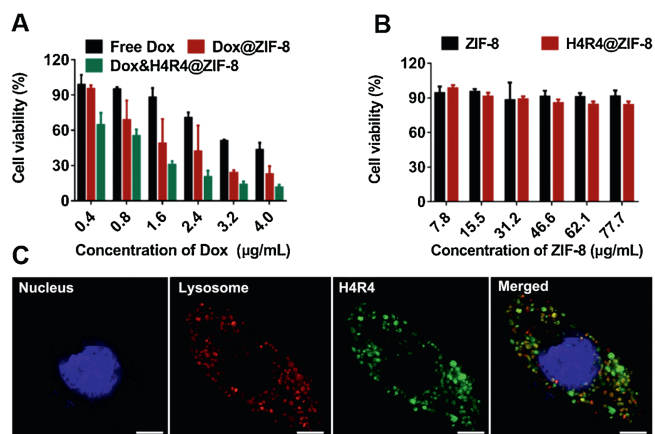 A
Free Dox
Dox@ZIF-8
Dox&H4R4@ZIF-8
Cell viability (%)
120
90
60
30
0
0.4
0.8
1.6
2.4
3.2
4.0
Concentration of Dox (μg/mL)
B
ZIF-8
H4R4@ZIF-8
Cell viability (%)
120
90
60
30
0
7.8
15.5
31.2
46.6
62.1
77.7
Concentration of ZIF-8 (μg/mL)
C
Nucleus
Lysosome
H4R4
Merged